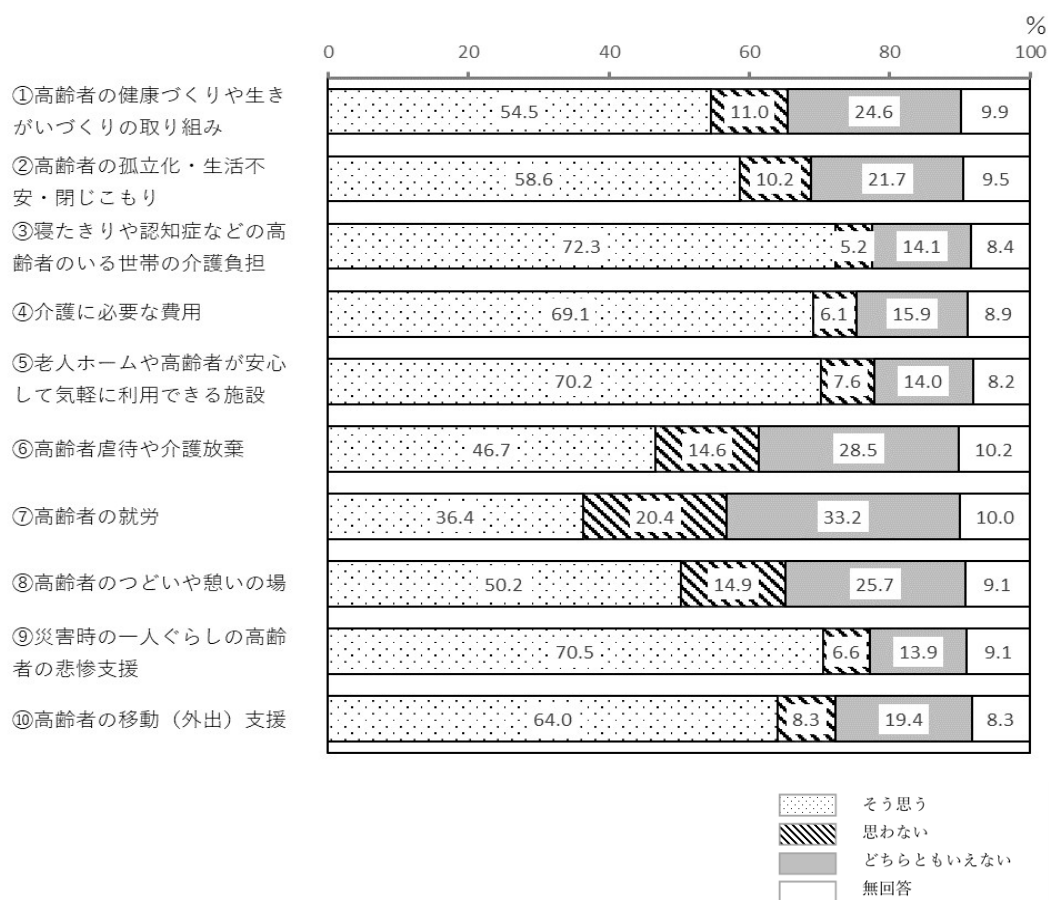 %
0 20 40 60 80 100
①高齢者の健康づくりや生き
がいづくりの取り組み
54.5 11.0 24.6 9.9
②高齢者の孤立化・生活不
安・閉じこもり
58.6 10.2 21.7 9.5
③寝たきりや認知症などの高
齢者のいる世帯の介護負担
72.3 5.2 14.1 8.4
④介護に必要な費用
69.1 6.1 15.9 8.9
⑤老人ホームや高齢者が安心
して気軽に利用できる施設
70.2 7.6 14.0 8.2
⑥高齢者虐待や介護放棄
46.7 14.6 28.5 10.2
⑦高齢者の就労
36.4 20.4 33.2 10.0
⑧高齢者のつどいや憩いの場
50.2 14.9 25.7 9.1
⑨災害時の一人ぐらしの高齢
者の悲惨支援
70.5 6.6 13.9 9.1
⑩高齢者の移動（外出）支援
64.0 8.3 19.4 8.3
そう思う
思わない
どちらともいえない
無回答